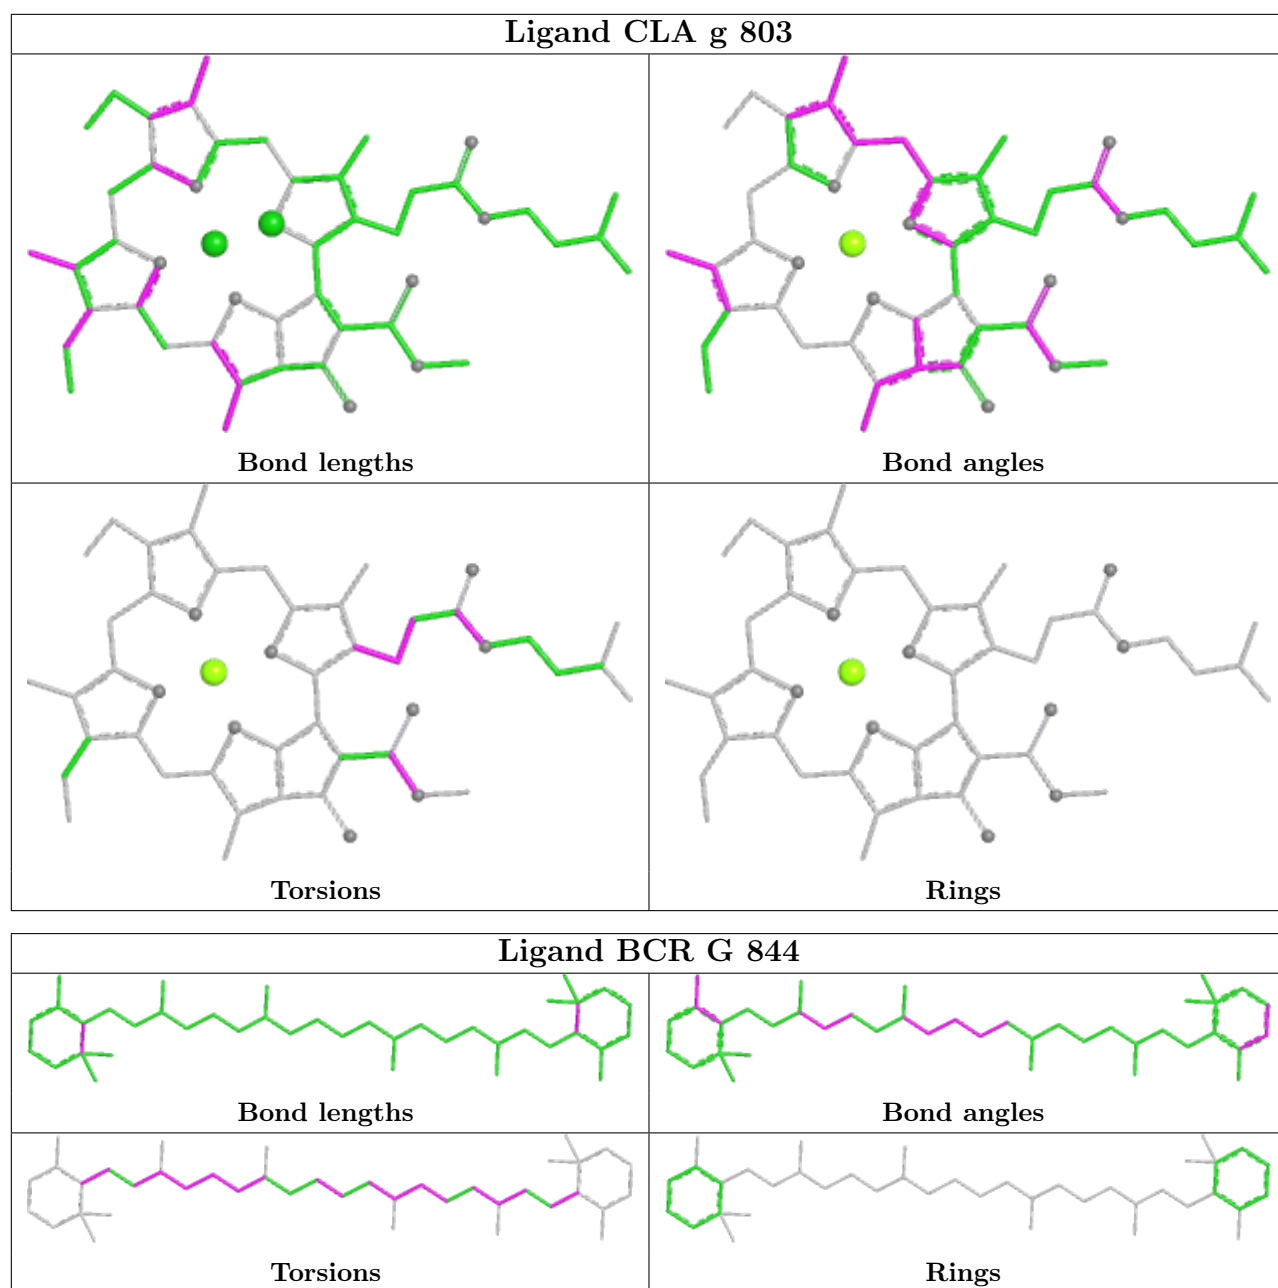 Ligand CLA g 803
Bond lengths
Bond angles
Torsions
Rings
Ligand BCR G 844
Bond lengths
Bond angles
Torsions
Rings